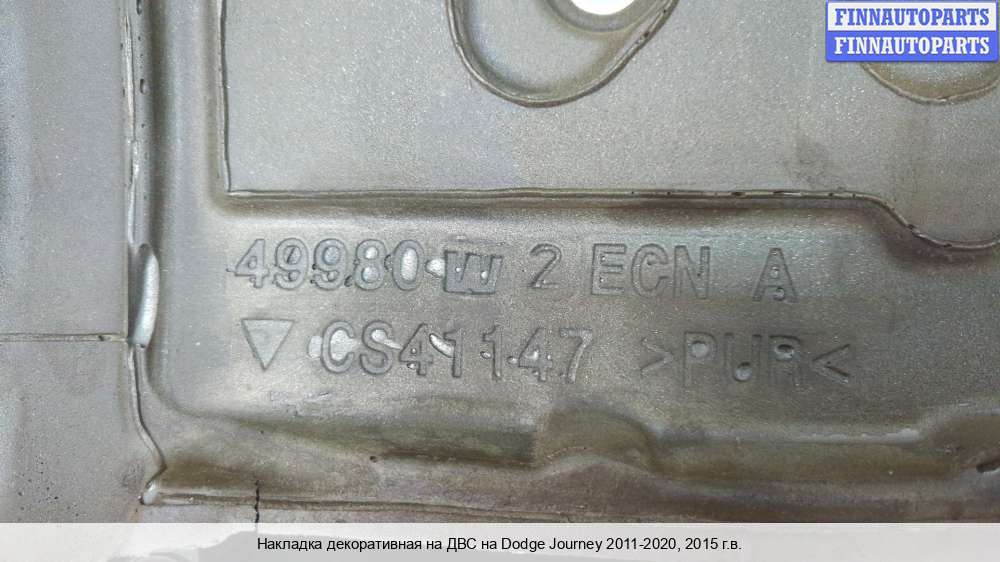 FINNAUTOPARTS
FINNAUTOPARTS
49980 W 2 ECN A
▽ CS41147 >PUR<
Накладка декоративная на ДВС на Dodge Journey 2011-2020, 2015 г.в.